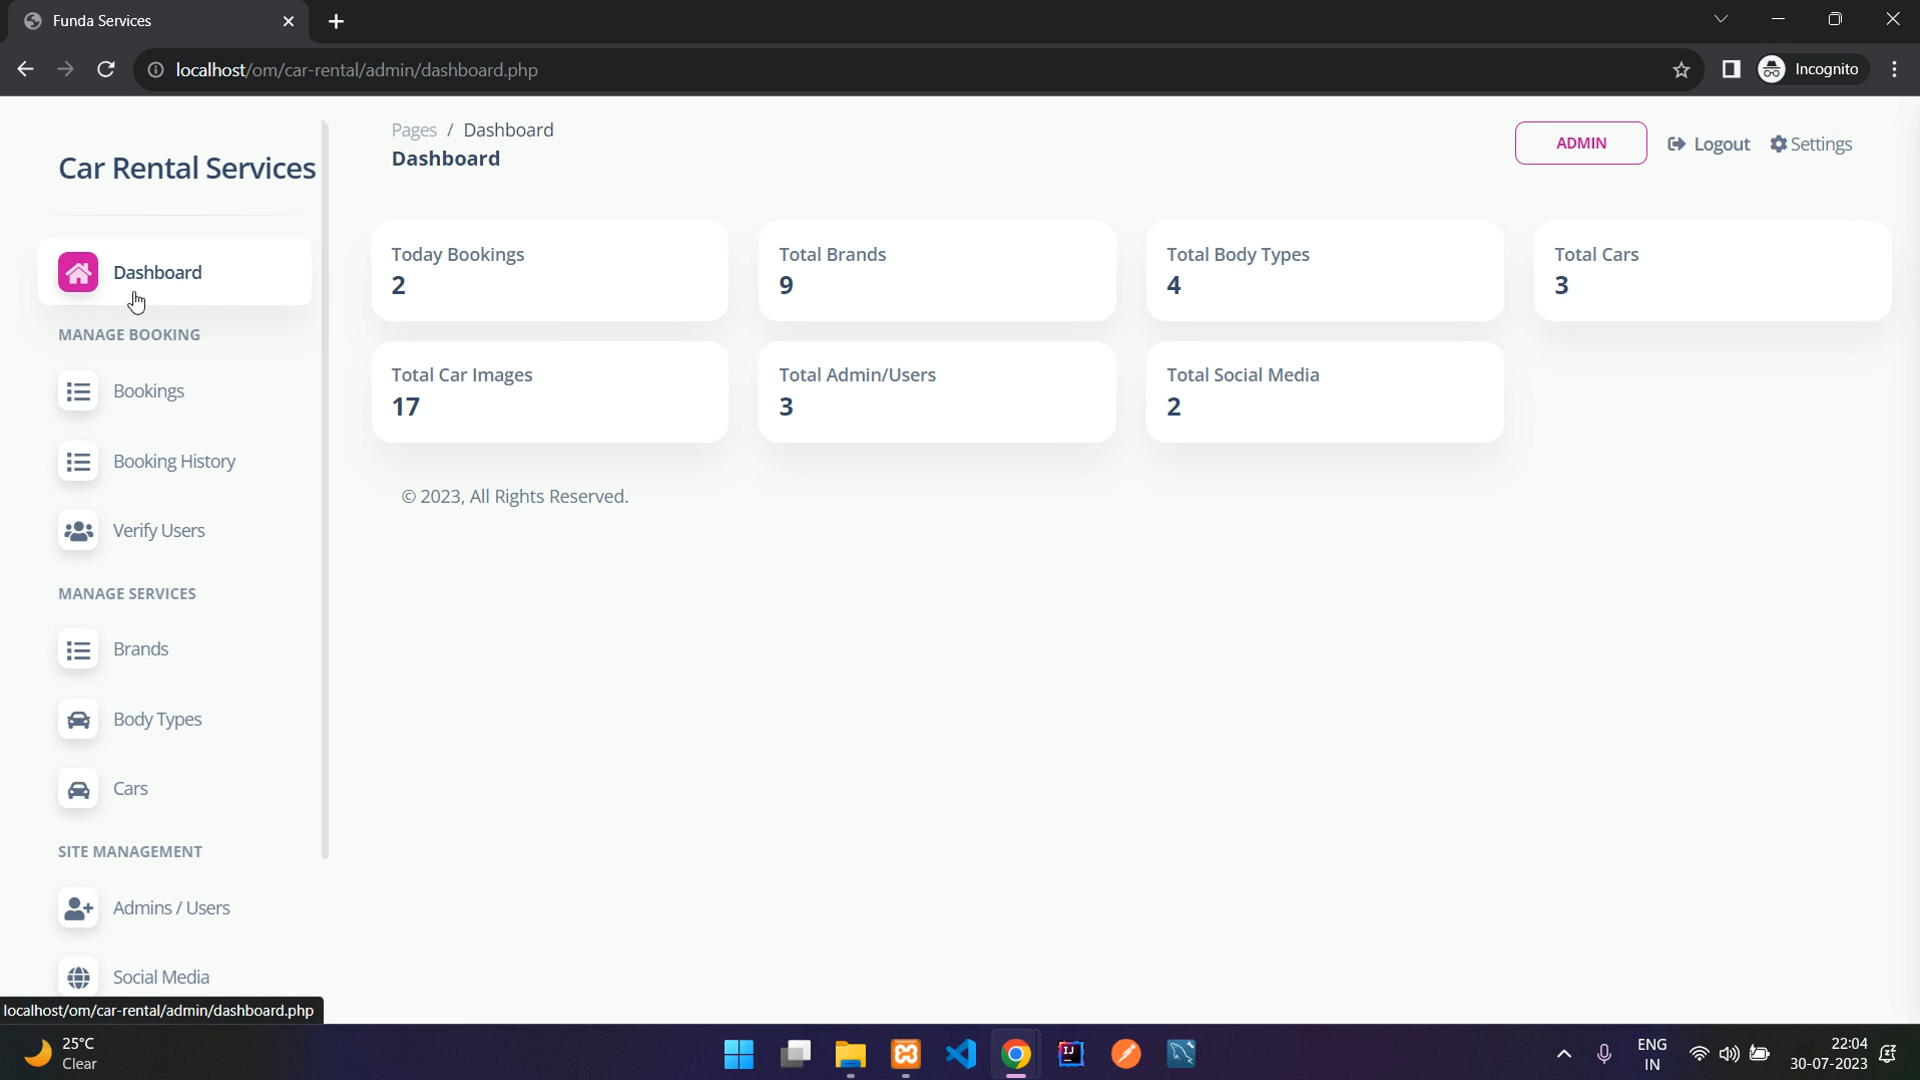 Funda Services
localhost/om/car-rental/admin/dashboard.php
Incognito
Car Rental Services
Pages / Dashboard
Dashboard
ADMIN
Logout
Settings
Dashboard
MANAGE BOOKING
Bookings
Booking History
Verify Users
MANAGE SERVICES
Brands
Body Types
Cars
SITE MANAGEMENT
Admins / Users
Social Media
Today Bookings
2
Total Brands
9
Total Body Types
4
Total Cars
3
Total Car Images
17
Total Admin/Users
3
Total Social Media
2
© 2023, All Rights Reserved.
localhost/om/car-rental/admin/dashboard.php
25°C
Clear
IJ
ENG
IN
22:04
30-07-2023